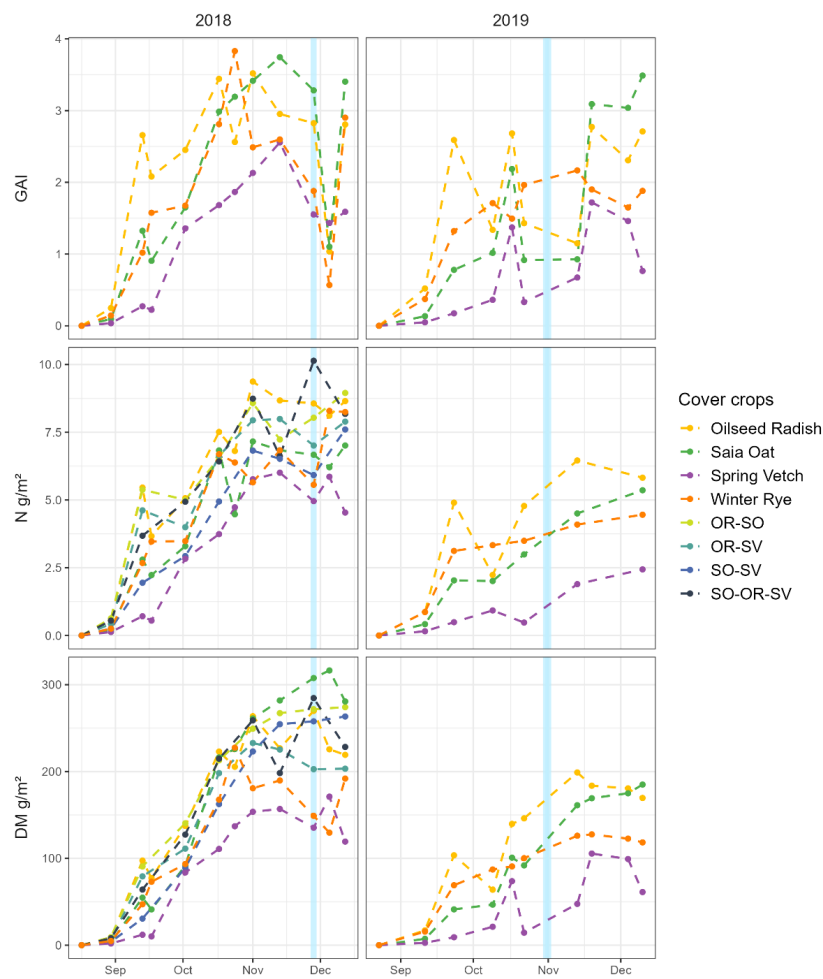 2018 2019
4
3
2
1
0
GAI
10.0
7.5
5.0
2.5
0.0
N g/m²
300
200
100
0
DM g/m²
Sep Oct Nov Dec Sep Oct Nov Dec
Cover crops
Oilseed Radish
Saia Oat
Spring Vetch
Winter Rye
OR-SO
OR-SV
SO-SV
SO-OR-SV